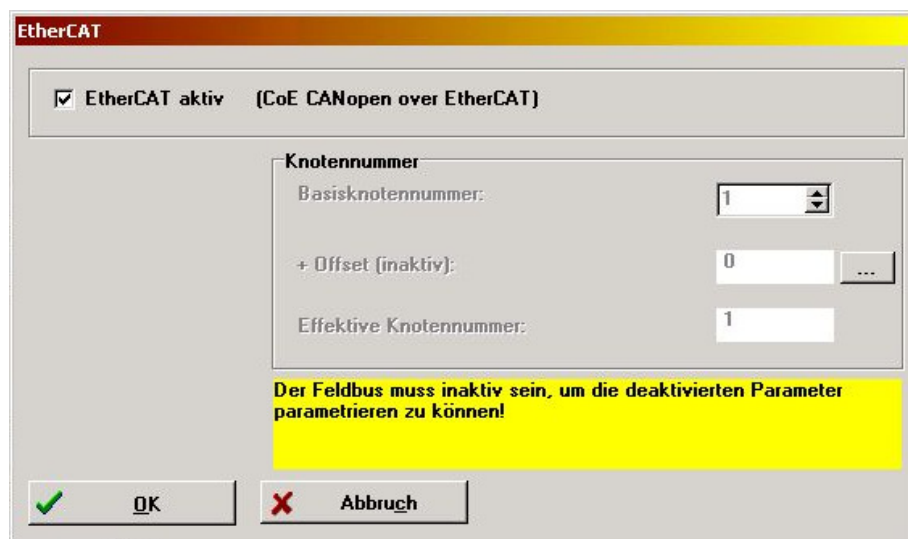 EtherCAT
EtherCAT aktiv (CoE CANopen over EtherCAT)
Knotennummer
Basisknotennummer: 1
+ Offset (inaktiv): 0 ...
Effektive Knotennummer: 1
Der Feldbus muss inaktiv sein, um die deaktivierten Parameter
parametrieren zu können!
OK Abbruch